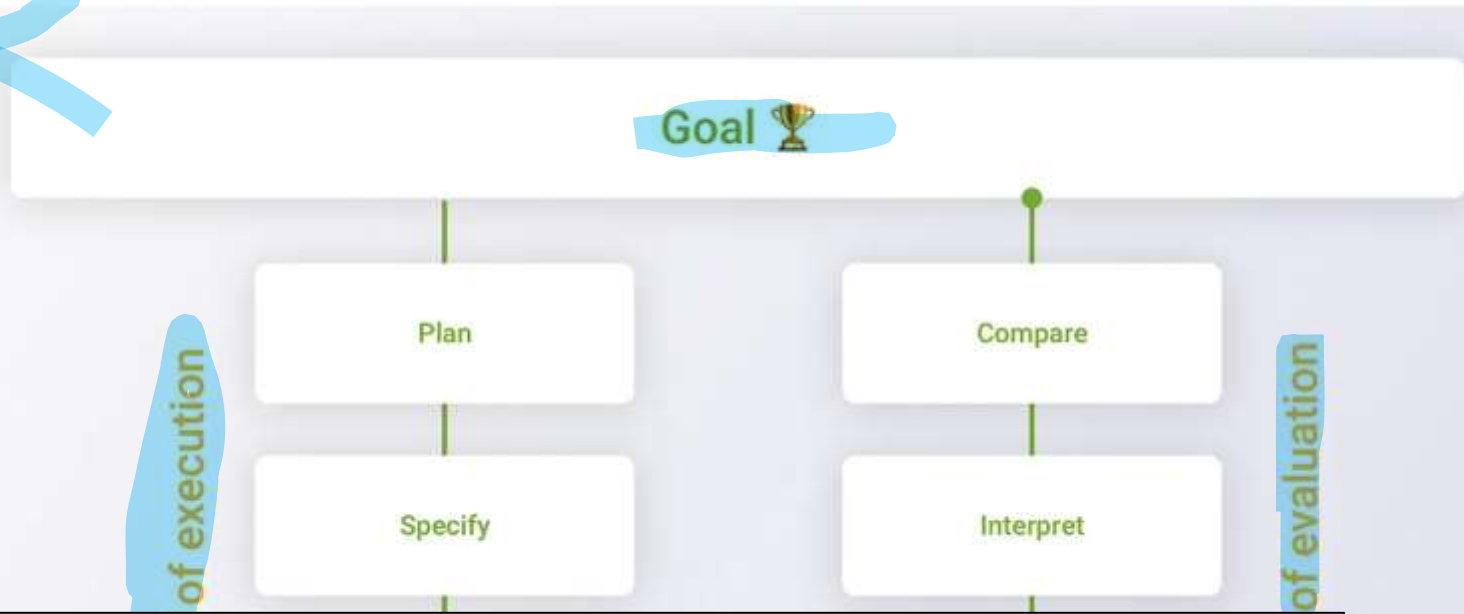 Goal 🏆
Plan
Compare
of execution
of evaluation
Specify
Interpret